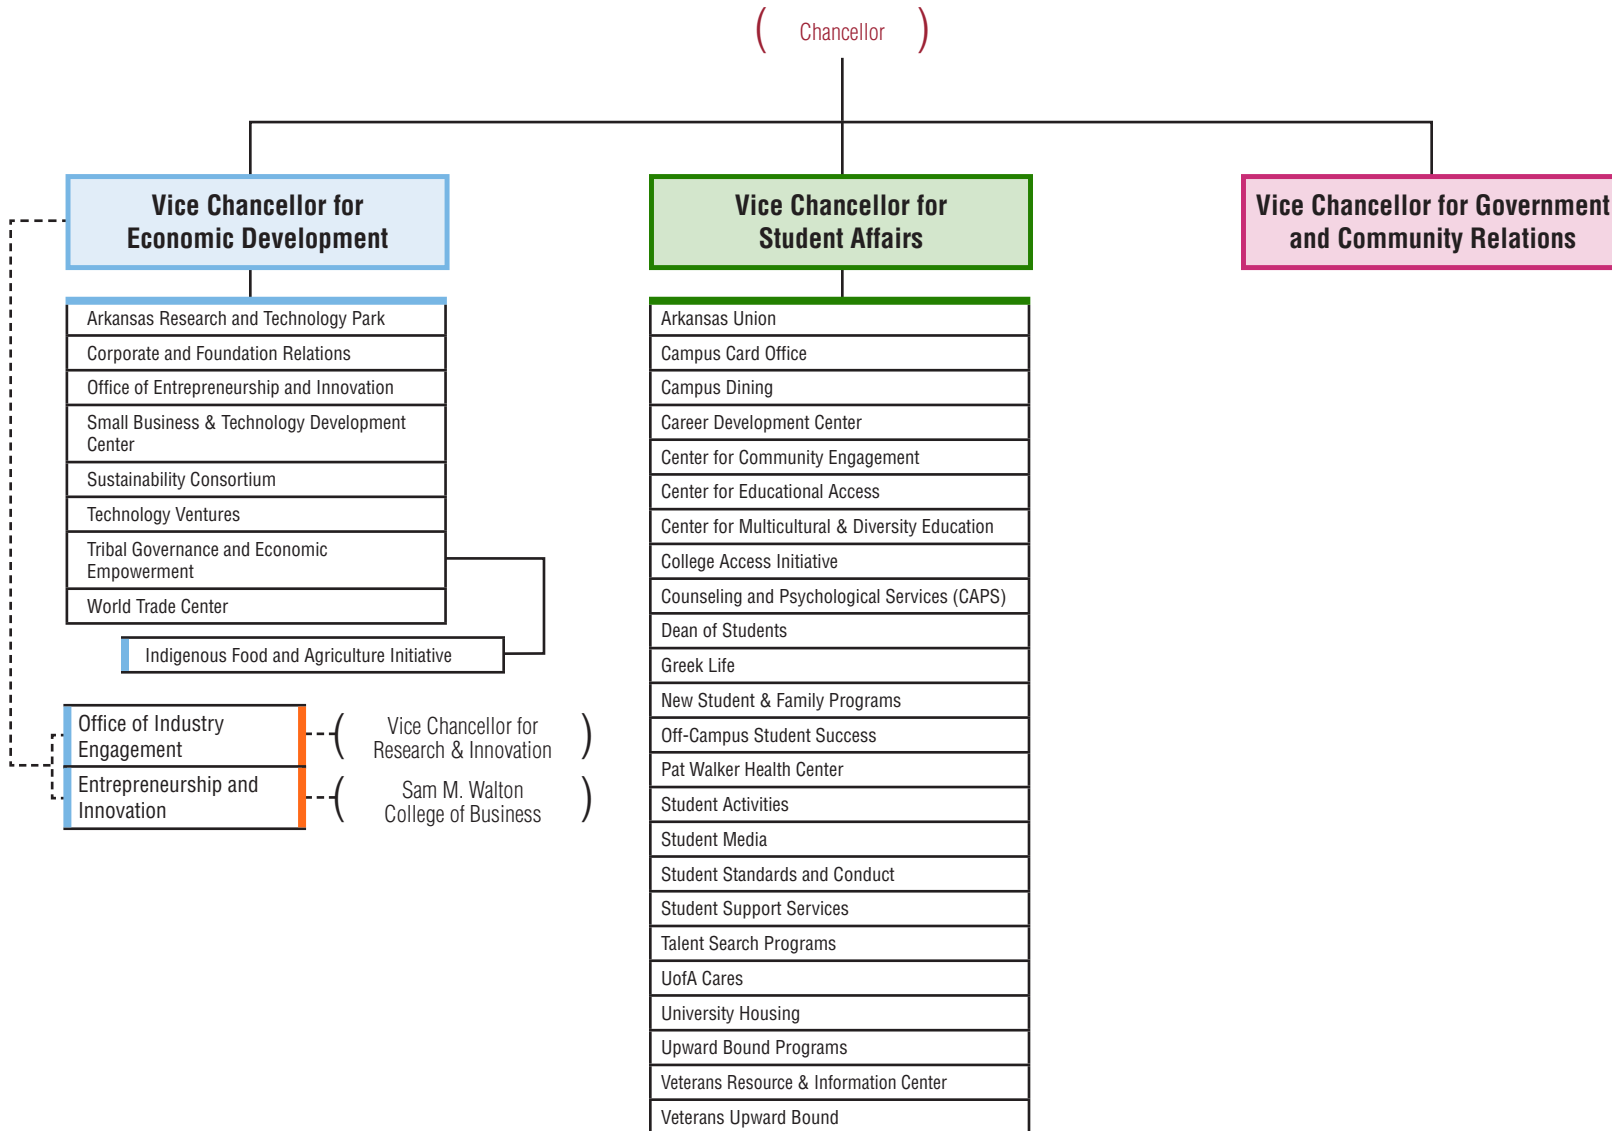 ( Chancellor )
Vice Chancellor for
Economic Development
Vice Chancellor for
Student Affairs
Vice Chancellor for Government
and Community Relations
Arkansas Research and Technology Park
Corporate and Foundation Relations
Office of Entrepreneurship and Innovation
Small Business & Technology Development
Center
Sustainability Consortium
Technology Ventures
Tribal Governance and Economic
Empowerment
World Trade Center
Indigenous Food and Agriculture Initiative
Office of Industry
Engagement
( Vice Chancellor for
Research & Innovation )
Entrepreneurship and
Innovation
( Sam M. Walton
College of Business )
Arkansas Union
Campus Card Office
Campus Dining
Career Development Center
Center for Community Engagement
Center for Educational Access
Center for Multicultural & Diversity Education
College Access Initiative
Counseling and Psychological Services (CAPS)
Dean of Students
Greek Life
New Student & Family Programs
Off-Campus Student Success
Pat Walker Health Center
Student Activities
Student Media
Student Standards and Conduct
Student Support Services
Talent Search Programs
UofA Cares
University Housing
Upward Bound Programs
Veterans Resource & Information Center
Veterans Upward Bound